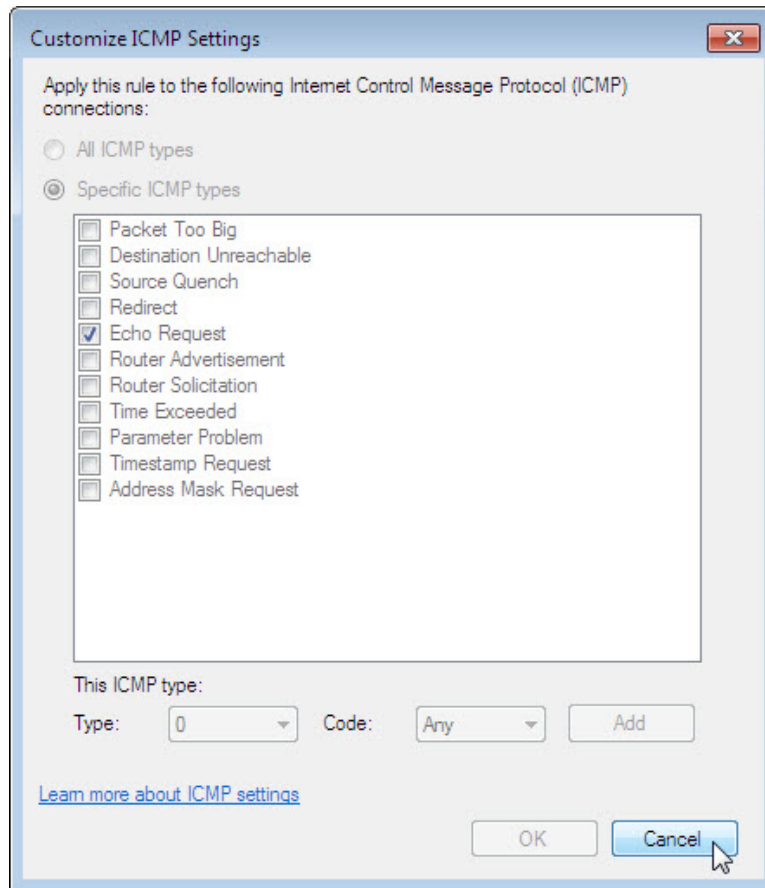 Customize ICMP Settings
Apply this rule to the following Internet Control Message Protocol (ICMP)
connections:
All ICMP types
Specific ICMP types
Packet Too Big
Destination Unreachable
Source Quench
Redirect
Echo Request
Router Advertisement
Router Solicitation
Time Exceeded
Parameter Problem
Timestamp Request
Address Mask Request
This ICMP type:
Type: 0 Code: Any Add
Learn more about ICMP settings
OK Cancel